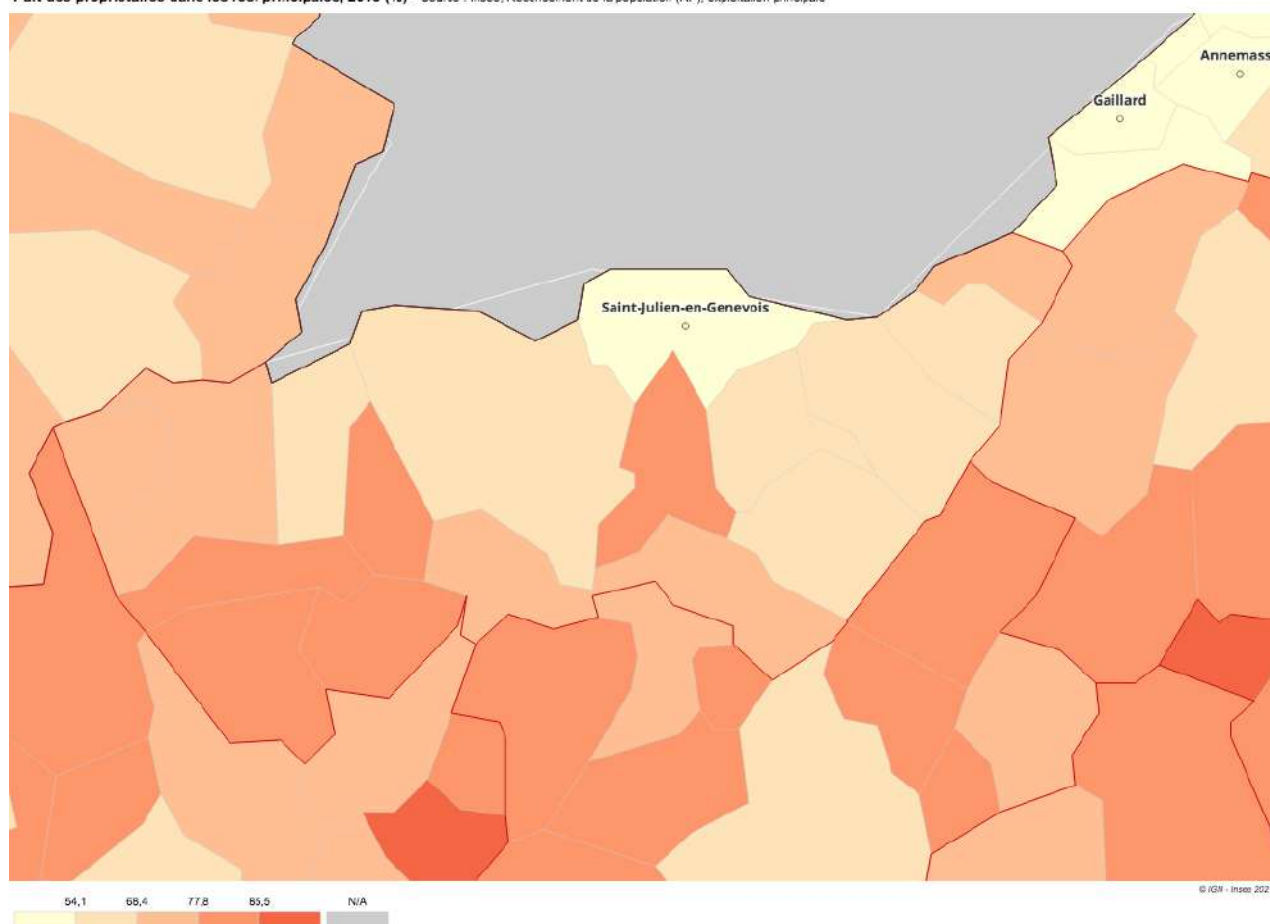 Annemass
Gaillard
Saint-Julien-en-Genevois
54,1 68,4 77,8 85,5 N/A
© IGN - Insee 202